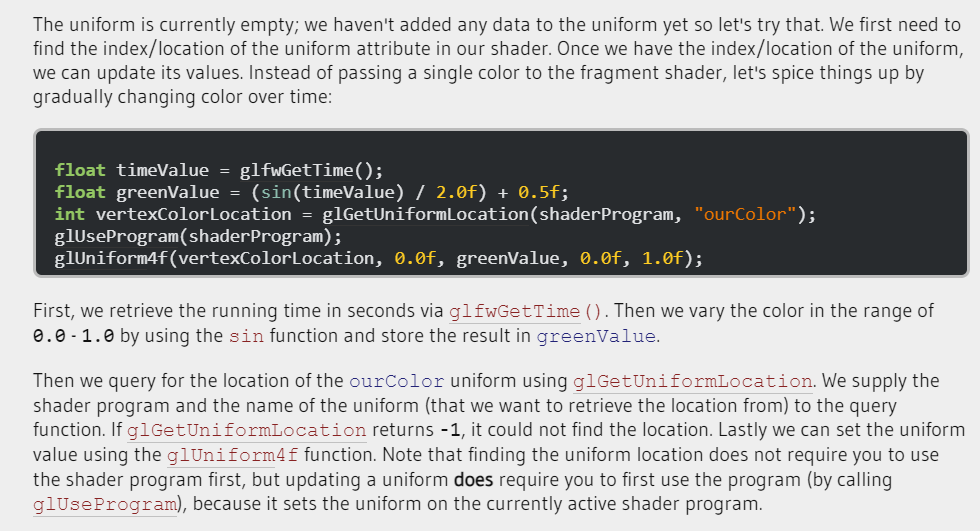 The uniform is currently empty; we haven't added any data to the uniform yet so let's try that. We first need to
find the index/location of the uniform attribute in our shader. Once we have the index/location of the uniform,
we can update its values. Instead of passing a single color to the fragment shader, let's spice things up by
gradually changing color over time:
float timeValue = glfwGetTime();
float greenValue = (sin(timeValue) / 2.0f) + 0.5f;
int vertexColorLocation = glGetUniformLocation(shaderProgram, "ourColor");
glUseProgram(shaderProgram);
glUniform4f(vertexColorLocation, 0.0f, greenValue, 0.0f, 1.0f);
First, we retrieve the running time in seconds via glfwGetTime(). Then we vary the color in the range of
0.0 - 1.0 by using the sin function and store the result in greenValue.
Then we query for the location of the ourColor uniform using glGetUniformLocation. We supply the
shader program and the name of the uniform (that we want to retrieve the location from) to the query
function. If glGetUniformLocation returns -1, it could not find the location. Lastly we can set the uniform
value using the glUniform4f function. Note that finding the uniform location does not require you to use
the shader program first, but updating a uniform does require you to first use the program (by calling
glUseProgram), because it sets the uniform on the currently active shader program.